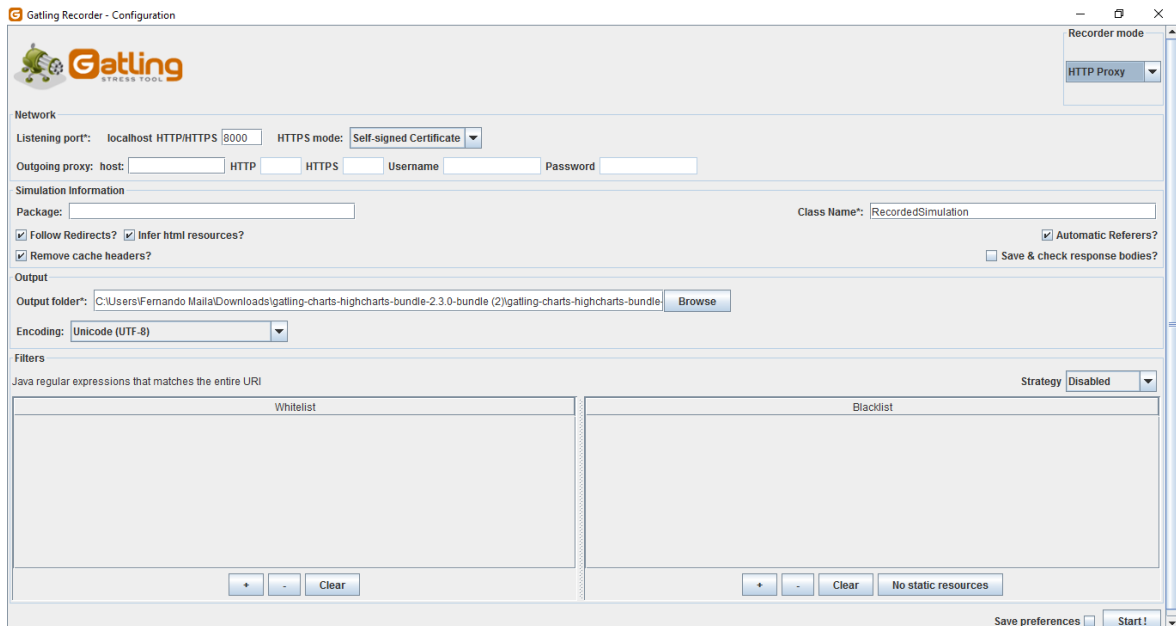 Gatling Recorder - Configuration
Recorder mode
Gatling
STRESS TOOL
HTTP Proxy
Network
Listening port*: localhost HTTP/HTTPS 8000 HTTPS mode: Self-signed Certificate
Outgoing proxy: host: HTTP HTTPS Username Password
Simulation Information
Package: Class Name*: RecordedSimulation
Follow Redirects? Infer html resources? Automatic Referers?
Remove cache headers? Save & check response bodies?
Output
Output folder*: C:\Users\Fernando Maila\Downloads\gatling-charts-highcharts-bundle-2.3.0-bundle (2)\gatling-charts-highcharts-bundle- Browse
Encoding: Unicode (UTF-8)
Filters
Java regular expressions that matches the entire URI Strategy Disabled
Whitelist Blacklist
+ - Clear + - Clear No static resources
Save preferences Start !